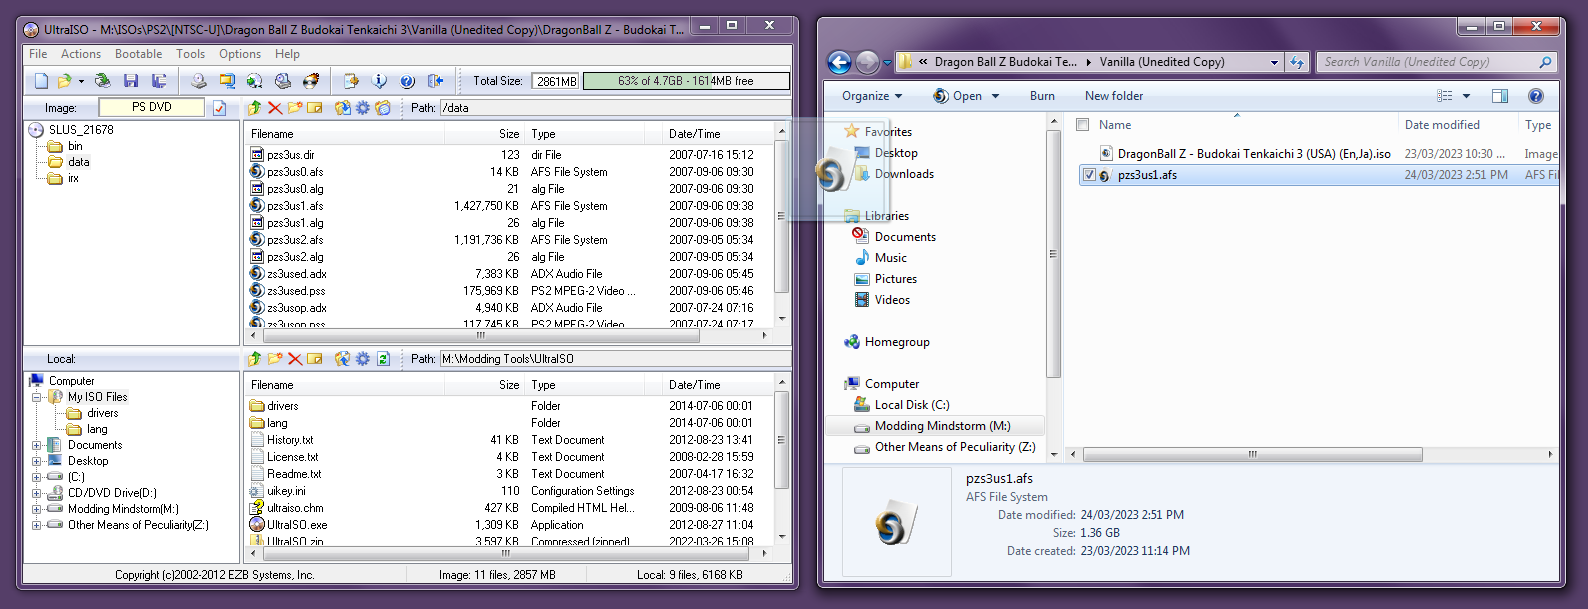 UltraISO - M:\ISOs\PS2\[NTSC-U]\Dragon Ball Z Budokai Tenkaichi 3\Vanilla (Unedited Copy)\DragonBall Z - Budokai T...
File Actions Bootable Tools Options Help
Total Size: 2861MB 63% of 4.7GB - 1614MB free
Image: PS DVD Path: /data
SLUS_21678
bin
data
irx
Filename Size Type Date/Time
pzs3us.dir 123 dir File 2007-07-16 15:12
pzs3us0.afs 14 KB AFS File System 2007-09-06 09:30
pzs3us0.alg 21 alg File 2007-09-06 09:30
pzs3us1.afs 1,427,750 KB AFS File System 2007-09-06 09:38
pzs3us1.alg 26 alg File 2007-09-06 09:38
pzs3us2.afs 1,191,736 KB AFS File System 2007-09-05 05:34
pzs3us2.alg 26 alg File 2007-09-05 05:34
zs3used.adx 7,383 KB ADX Audio File 2007-09-06 05:45
zs3used.pss 175,969 KB PS2 MPEG-2 Video ... 2007-09-06 05:46
zs3usop.adx 4,940 KB ADX Audio File 2007-07-24 07:16
zs3usop.pss 117,745 KB PS2 MPEG-2 Video 2007-07-24 07:17
Local: Path: M:\Modding Tools\UltraISO
Computer
My ISO Files
drivers
lang
Documents
Desktop
(C:)
CD/DVD Drive(D:)
Modding Mindstorm(M:)
Other Means of Peculiarity(Z:)
Filename Size Type Date/Time
drivers Folder 2014-07-06 00:01
lang Folder 2014-07-06 00:01
History.txt 41 KB Text Document 2012-08-23 13:41
License.txt 4 KB Text Document 2008-02-28 15:59
Readme.txt 3 KB Text Document 2007-04-17 16:32
uikey.ini 110 Configuration Settings 2012-08-23 00:54
ultraiso.chm 427 KB Compiled HTML Hel... 2009-08-06 11:48
UltraISO.exe 1,309 KB Application 2012-08-27 11:04
UltraISO.zip 3,597 KB Compressed (zipped) 2022-03-26 15:08
Copyright (c)2002-2012 EZB Systems, Inc. Image: 11 files, 2857 MB Local: 9 files, 6168 KB
« Dragon Ball Z Budokai Te... Vanilla (Unedited Copy) Search Vanilla (Unedited Copy)
Organize Open Burn New folder
Favorites
Desktop
Downloads
Libraries
Documents
Music
Pictures
Videos
Homegroup
Computer
Local Disk (C:)
Modding Mindstorm (M:)
Other Means of Peculiarity (Z:)
Name Date modified Type
DragonBall Z - Budokai Tenkaichi 3 (USA) (En,Ja).iso 23/03/2023 10:30 ... Image
pzs3us1.afs 24/03/2023 2:51 PM AFS Fil
pzs3us1.afs
AFS File System
Date modified: 24/03/2023 2:51 PM
Size: 1.36 GB
Date created: 23/03/2023 11:14 PM